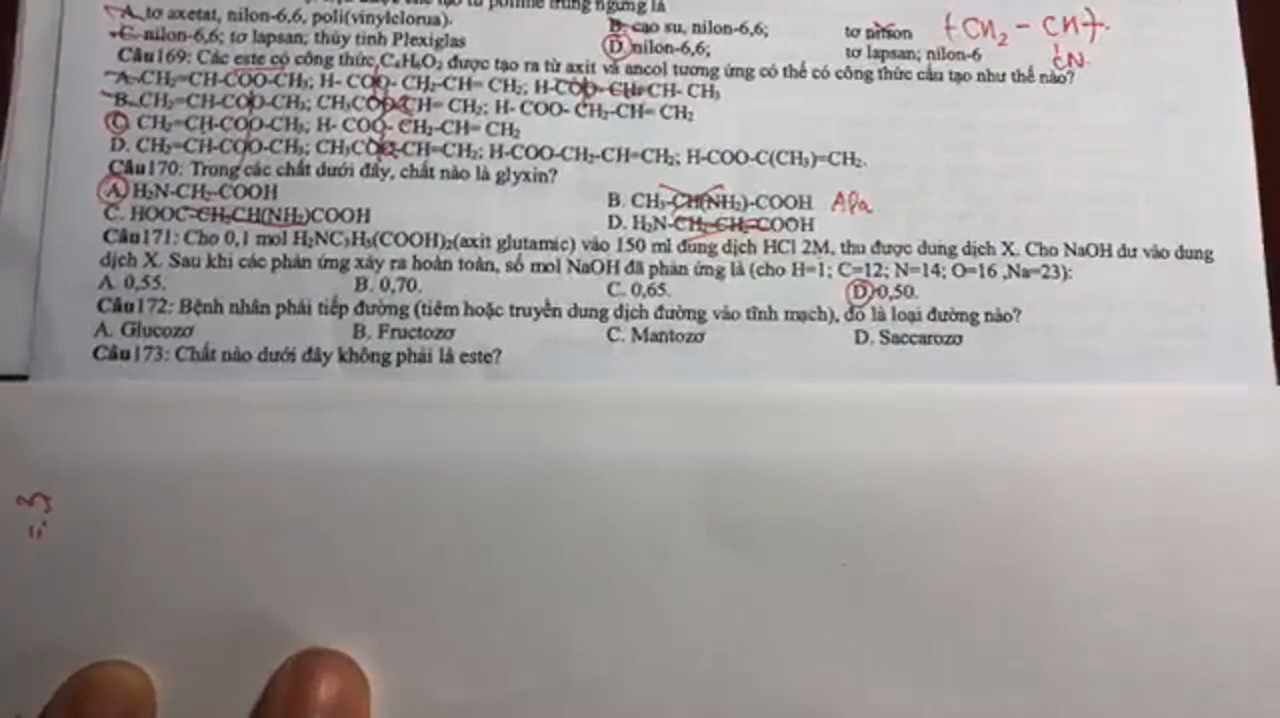 A. tơ axetat, nilon-6,6, poli(vinylclorua).
B. cao su, nilon-6,6; tơ nitron
C. nilon-6,6; tơ lapsan; thủy tinh Plexiglas
D. nilon-6,6; tơ lapsan; nilon-6
(CH₂ - CH).
CN
Câu169: Các este có công thức C₄H₆O₂ được tạo ra từ axit và ancol tương ứng có thể có công thức cấu tạo như thế nào?
A. CH₂=CH-COO-CH₃; H- COO- CH₂-CH= CH₂; H-COO- CH=CH- CH₃
B. CH₂=CH-COO-CH₃; CH₃COO-CH= CH₂; H- COO- CH₂-CH= CH₂
C. CH₂=CH-COO-CH₃; H- COO- CH₂-CH= CH₂
D. CH₂=CH-COO-CH₃; CH₃COO-CH=CH₂; H-COO-CH₂-CH=CH₂; H-COO-C(CH₃)=CH₂.
Câu170: Trong các chất dưới đây, chất nào là glyxin?
A. H₂N-CH₂-COOH
B. CH₃-CH(NH₂)-COOH Ala
C. HOOC-CH₂CH(NH₂)COOH
D. H₂N-CH₂-CH₂-COOH
Câu171: Cho 0,1 mol H₂NC₃H₅(COOH)₂(axit glutamic) vào 150 ml dung dịch HCl 2M, thu được dung dịch X. Cho NaOH dư vào dung
dịch X. Sau khi các phản ứng xảy ra hoàn toàn, số mol NaOH đã phản ứng là (cho H=1; C=12; N=14; O=16 ,Na=23):
A. 0,55. B. 0,70. C. 0,65. D. 0,50.
Câu172: Bệnh nhân phải tiếp đường (tiêm hoặc truyền dung dịch đường vào tĩnh mạch), đó là loại đường nào?
A. Glucozơ B. Fructozơ C. Mantozơ D. Saccarozơ
Câu173: Chất nào dưới đây không phải là este?